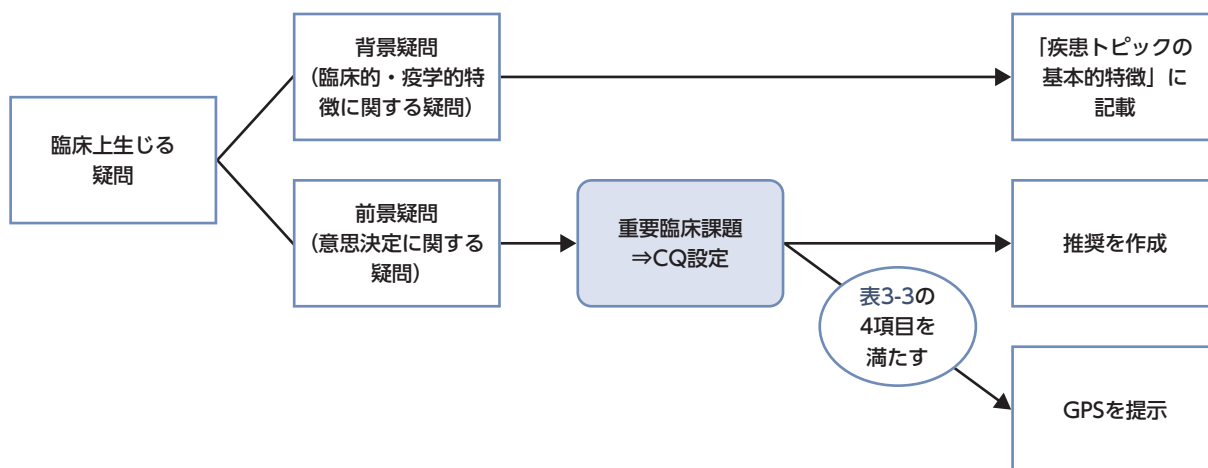 臨床上生じる
疑問
背景疑問
（臨床的・疫学的特
徴に関する疑問）
「疾患トピックの
基本的特徴」に
記載
前景疑問
（意思決定に関する
疑問）
重要臨床課題
⇒CQ設定
推奨を作成
表3-3の
4項目を
満たす
GPSを提示